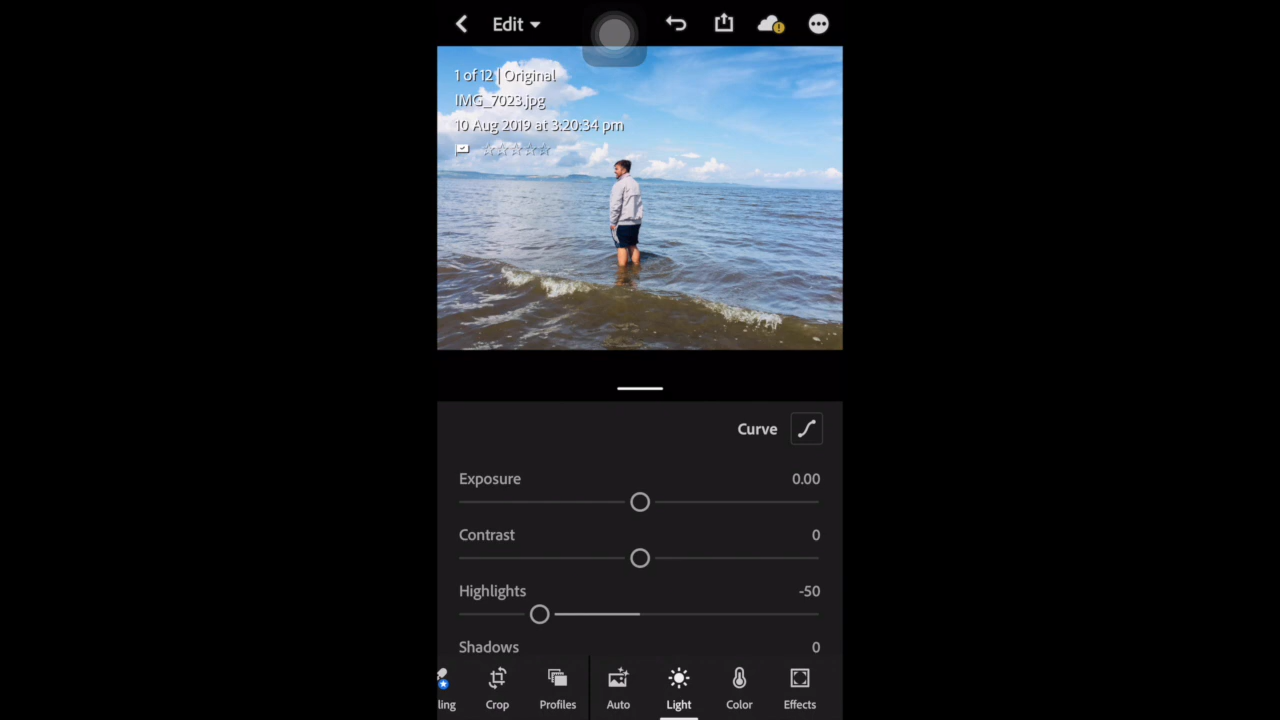 Edit
1 of 12 | Original
IMG_7023.jpg
10 Aug 2019 at 3:20:34 pm
Curve
Exposure 0.00
Contrast 0
Highlights -50
Shadows 0
ling Crop Profiles Auto Light Color Effects